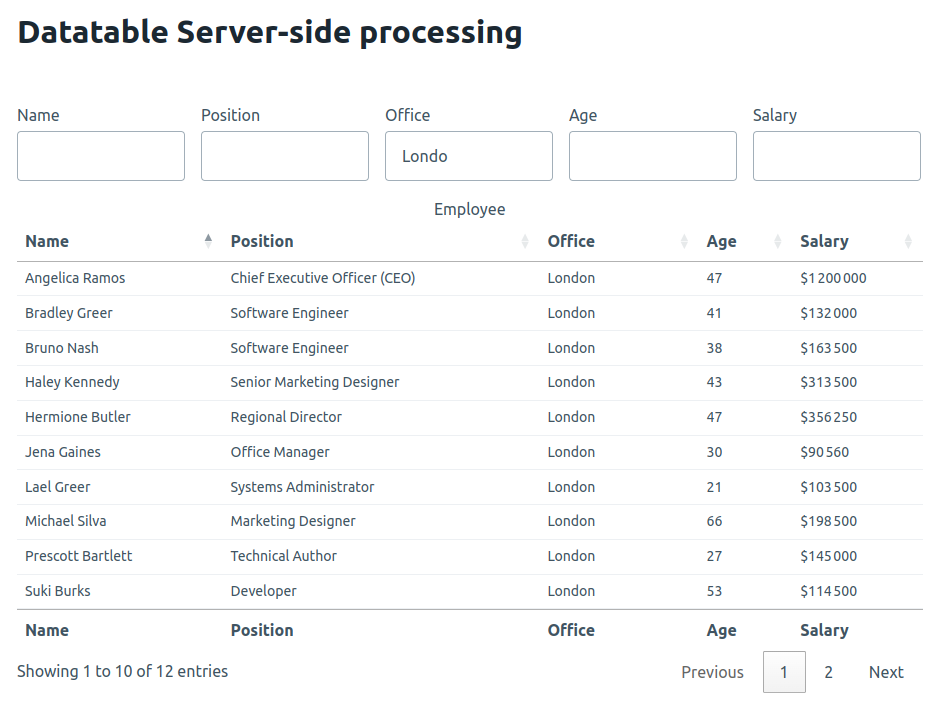 Datatable Server-side processing
Name Position Office Age Salary
Londo
Employee
Name Position Office Age Salary
Angelica Ramos Chief Executive Officer (CEO) London 47 $1 200 000
Bradley Greer Software Engineer London 41 $132 000
Bruno Nash Software Engineer London 38 $163 500
Haley Kennedy Senior Marketing Designer London 43 $313 500
Hermione Butler Regional Director London 47 $356 250
Jena Gaines Office Manager London 30 $90 560
Lael Greer Systems Administrator London 21 $103 500
Michael Silva Marketing Designer London 66 $198 500
Prescott Bartlett Technical Author London 27 $145 000
Suki Burks Developer London 53 $114 500
Name Position Office Age Salary
Showing 1 to 10 of 12 entries Previous 1 2 Next